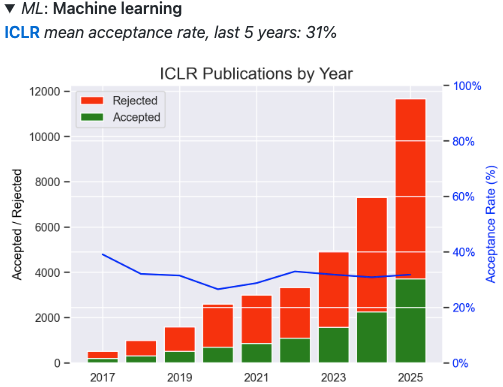 ▼ ML: Machine learning
ICLR mean acceptance rate, last 5 years: 31%
ICLR Publications by Year
Rejected
Accepted
12000
10000
8000
6000
4000
2000
0
Accepted / Rejected
100%
80%
60%
40%
20%
0%
Acceptance Rate (%)
2017
2019
2021
2023
2025